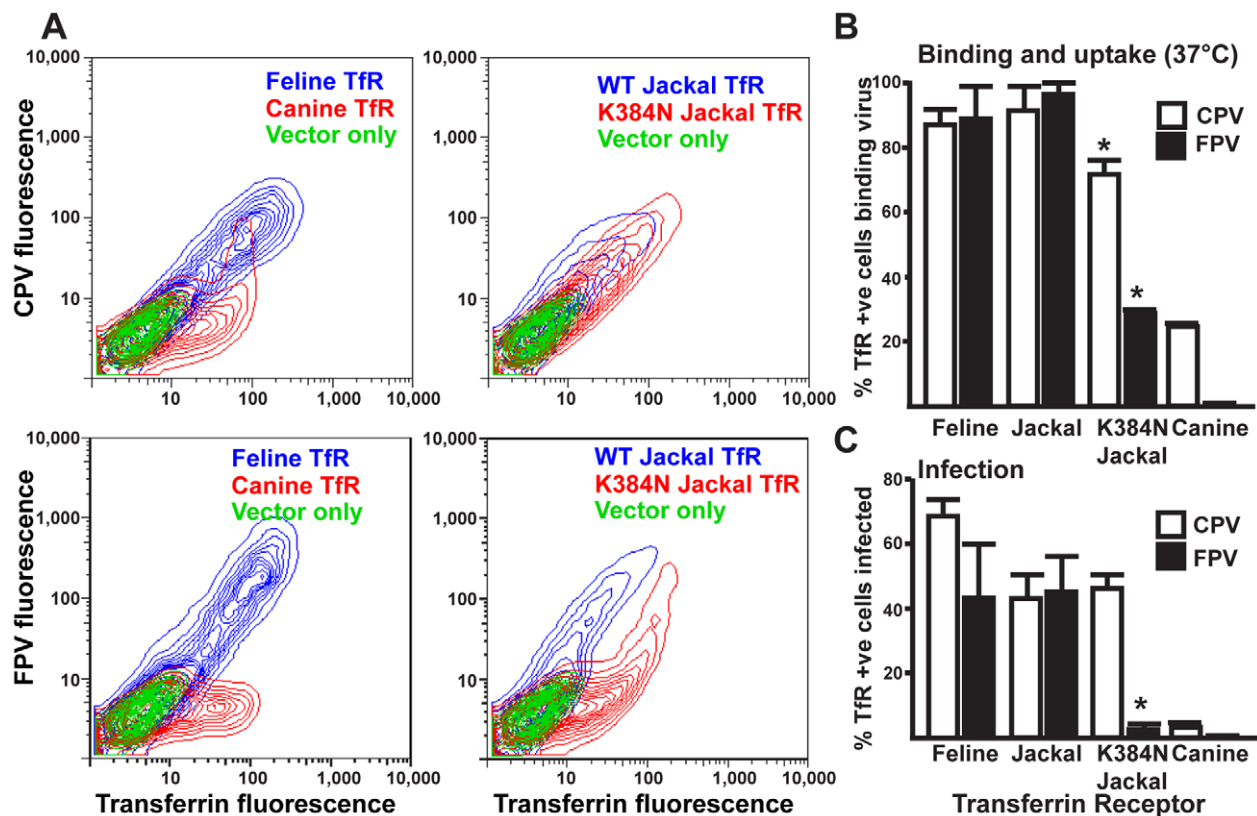 A
CPV fluorescence
10,000
1,000
100
10
Feline TfR
Canine TfR
Vector only
10 100 1,000 10,000
10,000
1,000
100
10
WT Jackal TfR
K384N Jackal TfR
Vector only
10 100 1,000 10,000
FPV fluorescence
10,000
1,000
100
10
Feline TfR
Canine TfR
Vector only
10 100 1,000 10,000
Transferrin fluorescence
10,000
1,000
100
10
WT Jackal TfR
K384N Jackal TfR
Vector only
10 100 1,000 10,000
Transferrin fluorescence
B
Binding and uptake (37°C)
% TfR +ve cells binding virus
100
80
60
40
20
CPV
FPV
*
*
Feline Jackal K384N Canine
Jackal
C
Infection
% TfR +ve cells infected
80
60
40
20
CPV
FPV
*
Feline Jackal K384N Canine
Jackal
Transferrin Receptor